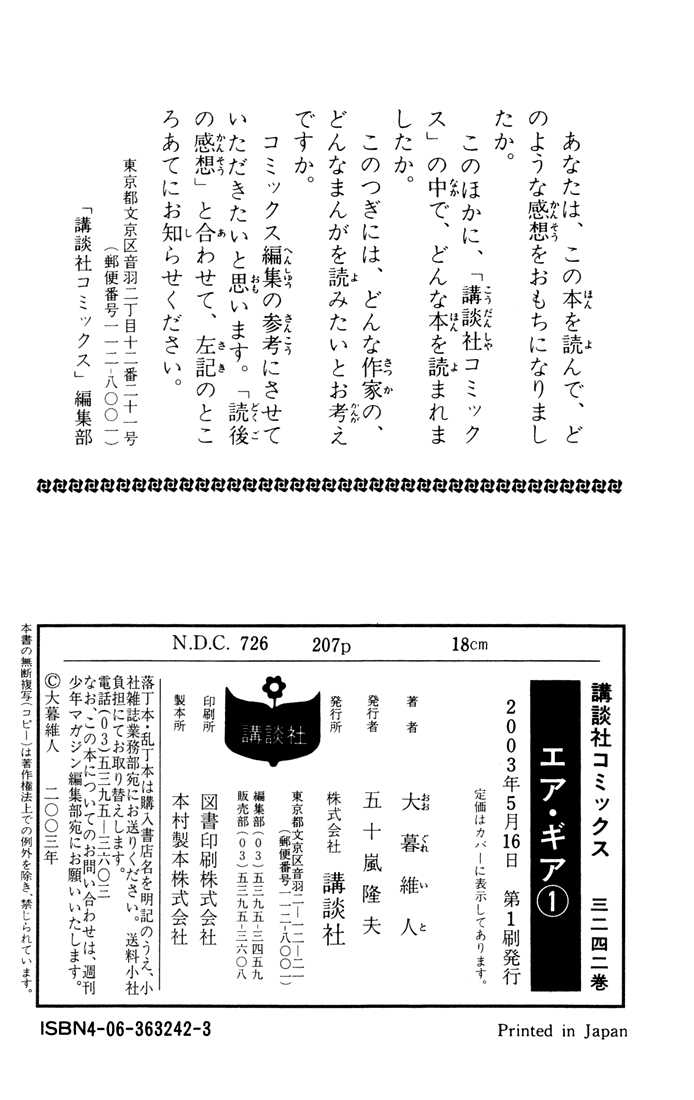 あなたは、この本を読んで、ど
のような感想をおもちになりまし
たか。
このほかに、「講談社コミック
ス」の中で、どんな本を読まれま
したか。
このつぎには、どんな作家の、
どんなまんがを読みたいとお考え
ですか。
コミックス編集の参考にさせて
いただきたいと思います。「読後
の感想」と合わせて、左記のとこ
ろあてにお知らせください。
東京都文京区音羽二丁目十二番二十一号
（郵便番号一一二-八〇〇一）
「講談社コミックス」編集部
N.D.C. 726 207p 18cm
講談社コミックス 三二四二巻
エア・ギア①
2003年5月16日 第1刷発行
定価はカバーに表示してあります。
著者 大暮維人
おおぐれいと
発行者 五十嵐隆夫
発行所 株式会社 講談社
東京都文京区音羽二-一二-二一
（郵便番号一一二-八〇〇一）
編集部（03）五三九五-三四五九
販売部（03）五三九五-三六〇八
講談社
印刷所 図書印刷株式会社
製本所 本村製本株式会社
落丁本・乱丁本は購入書店名を明記のうえ、小
社雑誌業務部宛にお送りください。送料小社
負担にてお取り替えします。
電話（03）五三九五-三六〇三
なお、この本についてのお問い合わせは、週刊
少年マガジン編集部宛にお願いいたします。
©大暮維人 二〇〇三年
本書の無断複写（コピー）は著作権法上での例外を除き、禁じられています。
ISBN4-06-363242-3
Printed in Japan